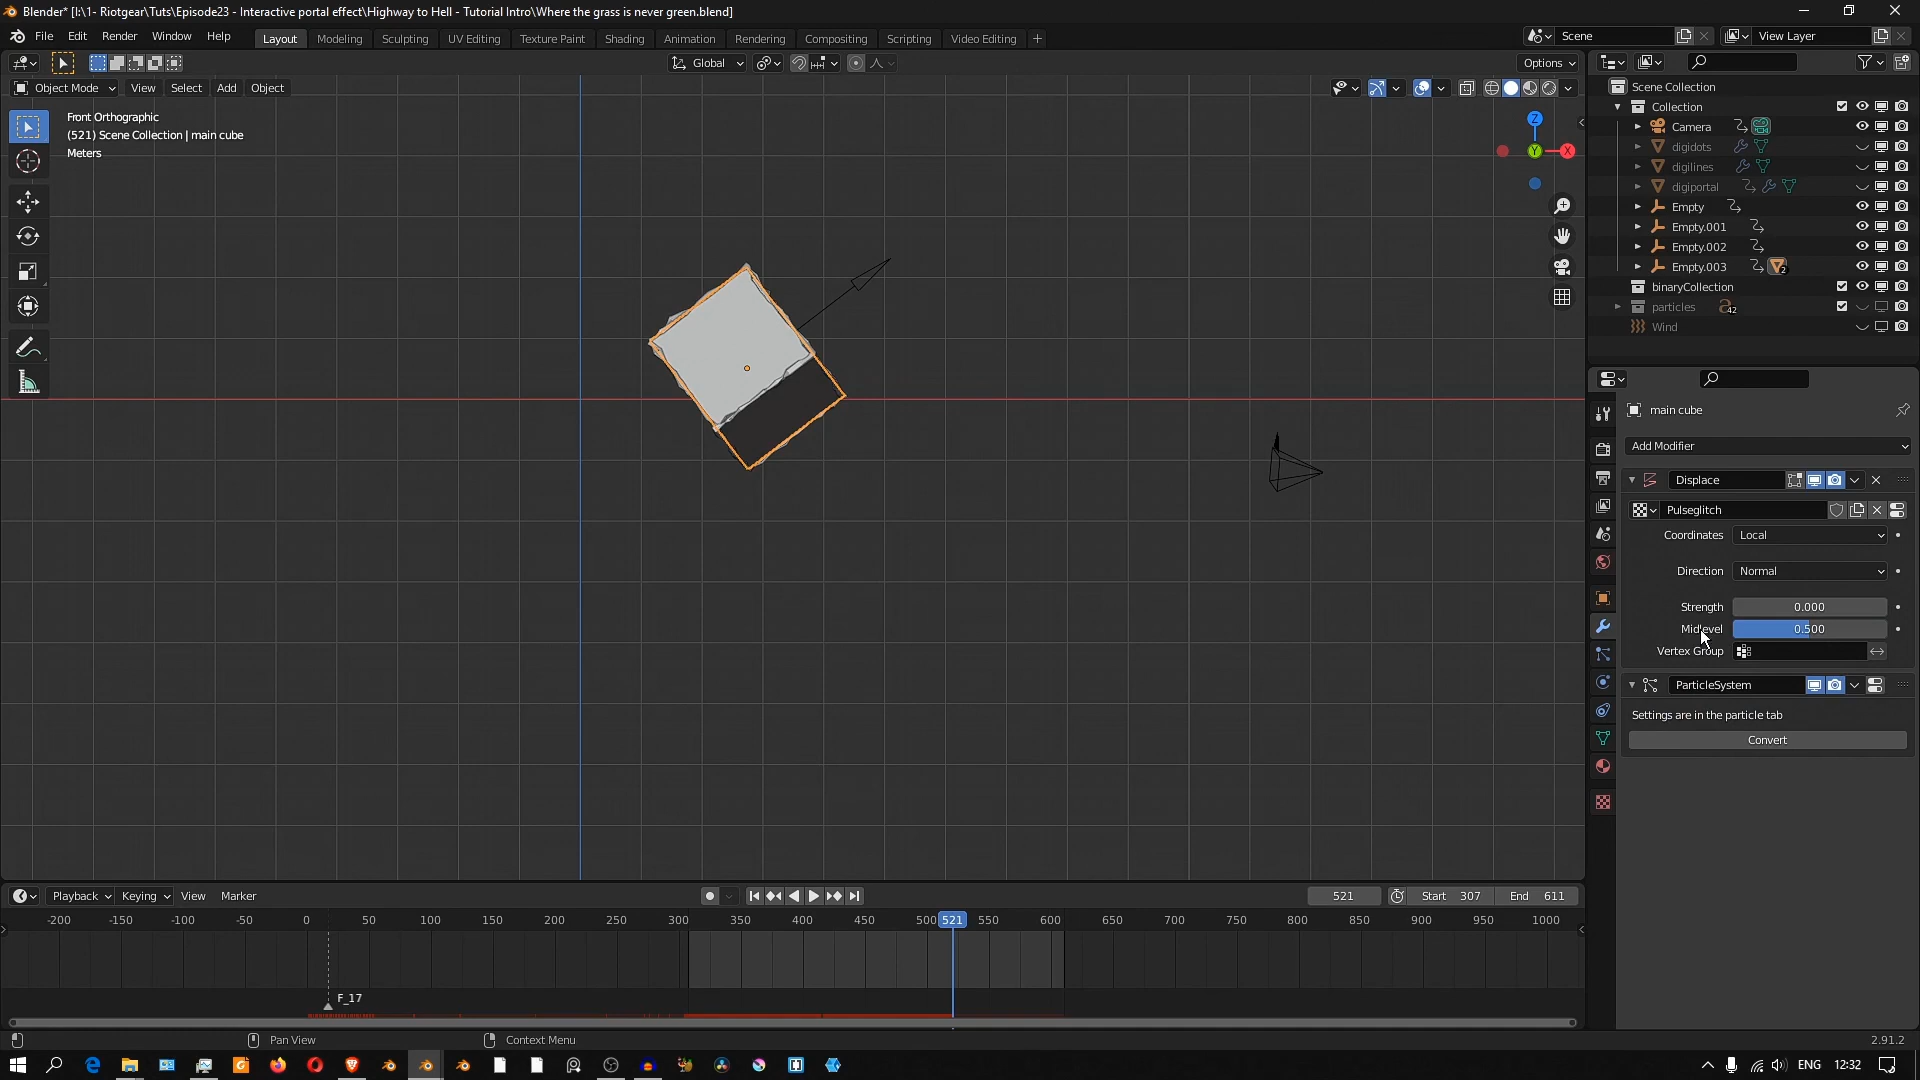 Blender* [I:\1- Riotgear\Tuts\Episode23 - Interactive portal effect\Highway to Hell - Tutorial Intro\Where the grass is never green.blend]
File Edit Render Window Help
Layout Modeling Sculpting UV Editing Texture Paint Shading Animation Rendering Compositing Scripting Video Editing +
Scene
View Layer
Global
Options
Object Mode View Select Add Object
Front Orthographic
(521) Scene Collection | main cube
Meters
Z
Y
X
Scene Collection
Collection
Camera
digidots
digilines
digiportal
Empty
Empty.001
Empty.002
Empty.003
2
binaryCollection
particles
42
Wind
main cube
Add Modifier
Displace
Pulseglitch
Coordinates Local
Direction Normal
Strength 0.000
Midlevel 0.500
Vertex Group
ParticleSystem
Settings are in the particle tab
Convert
Playback Keying View Marker
521
Start 307 End 611
-200 -150 -100 -50 0 50 100 150 200 250 300 350 400 450 500 521 550 600 650 700 750 800 850 900 950 1000
F_17
Pan View
Context Menu
2.91.2
ENG 12:32